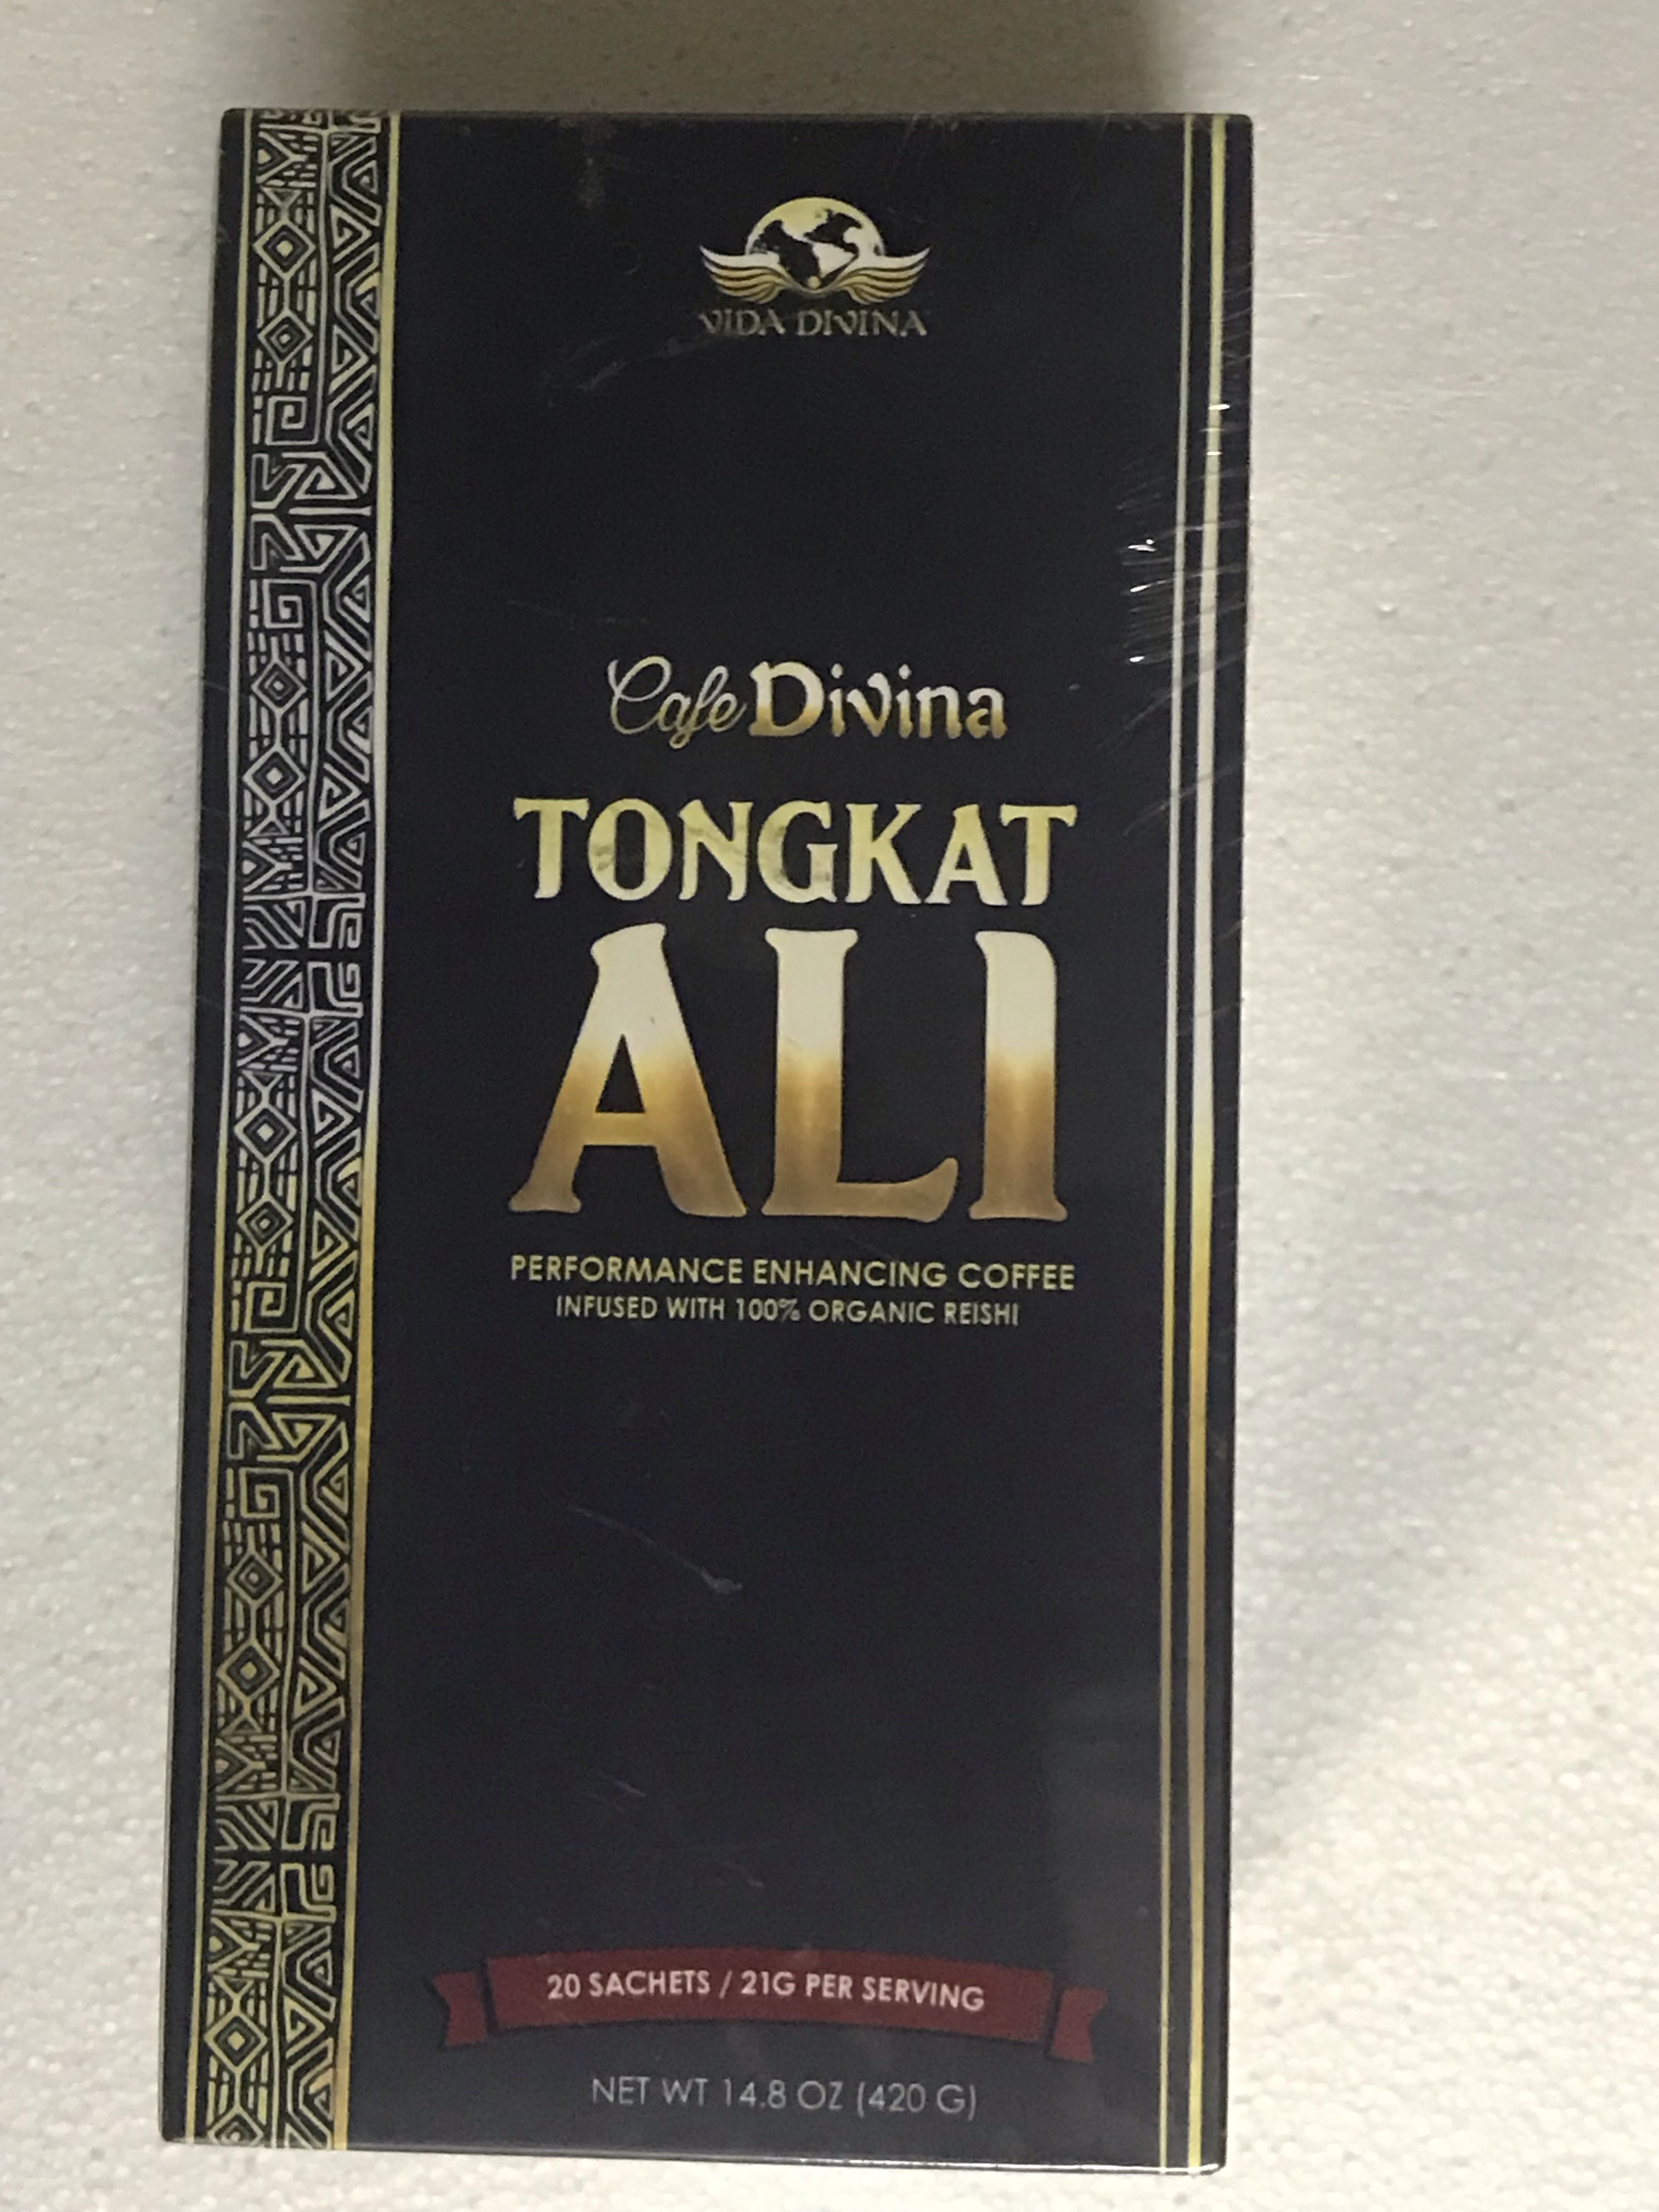 VIDA DIVINA
Cafe Divina
TONGKAT
ALI
PERFORMANCE ENHANCING COFFEE
INFUSED WITH 100% ORGANIC REISHI
20 SACHETS / 21G PER SERVING
NET WT 14.8 OZ (420 G)